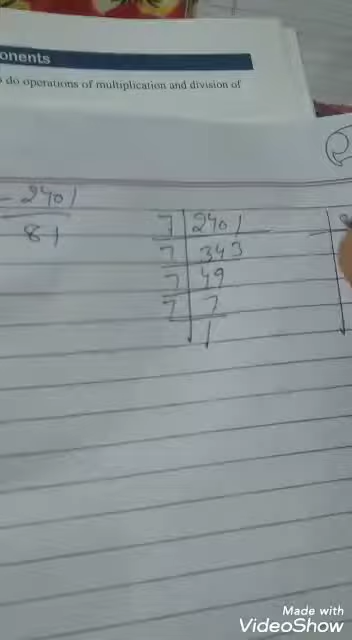 onents
do operations of multiplication and division of
- 2401
81
7 2401
7 343
7 49
7 7
1
Made with
VideoShow